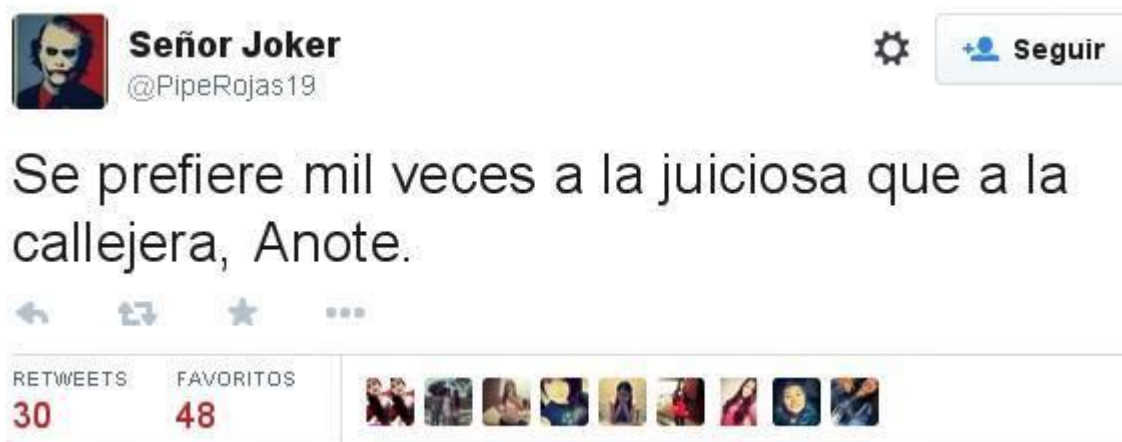 Señor Joker
@PipeRojas19
Seguir
Se prefiere mil veces a la juiciosa que a la
callejera, Anote.
RETWEETS FAVORITOS
30 48